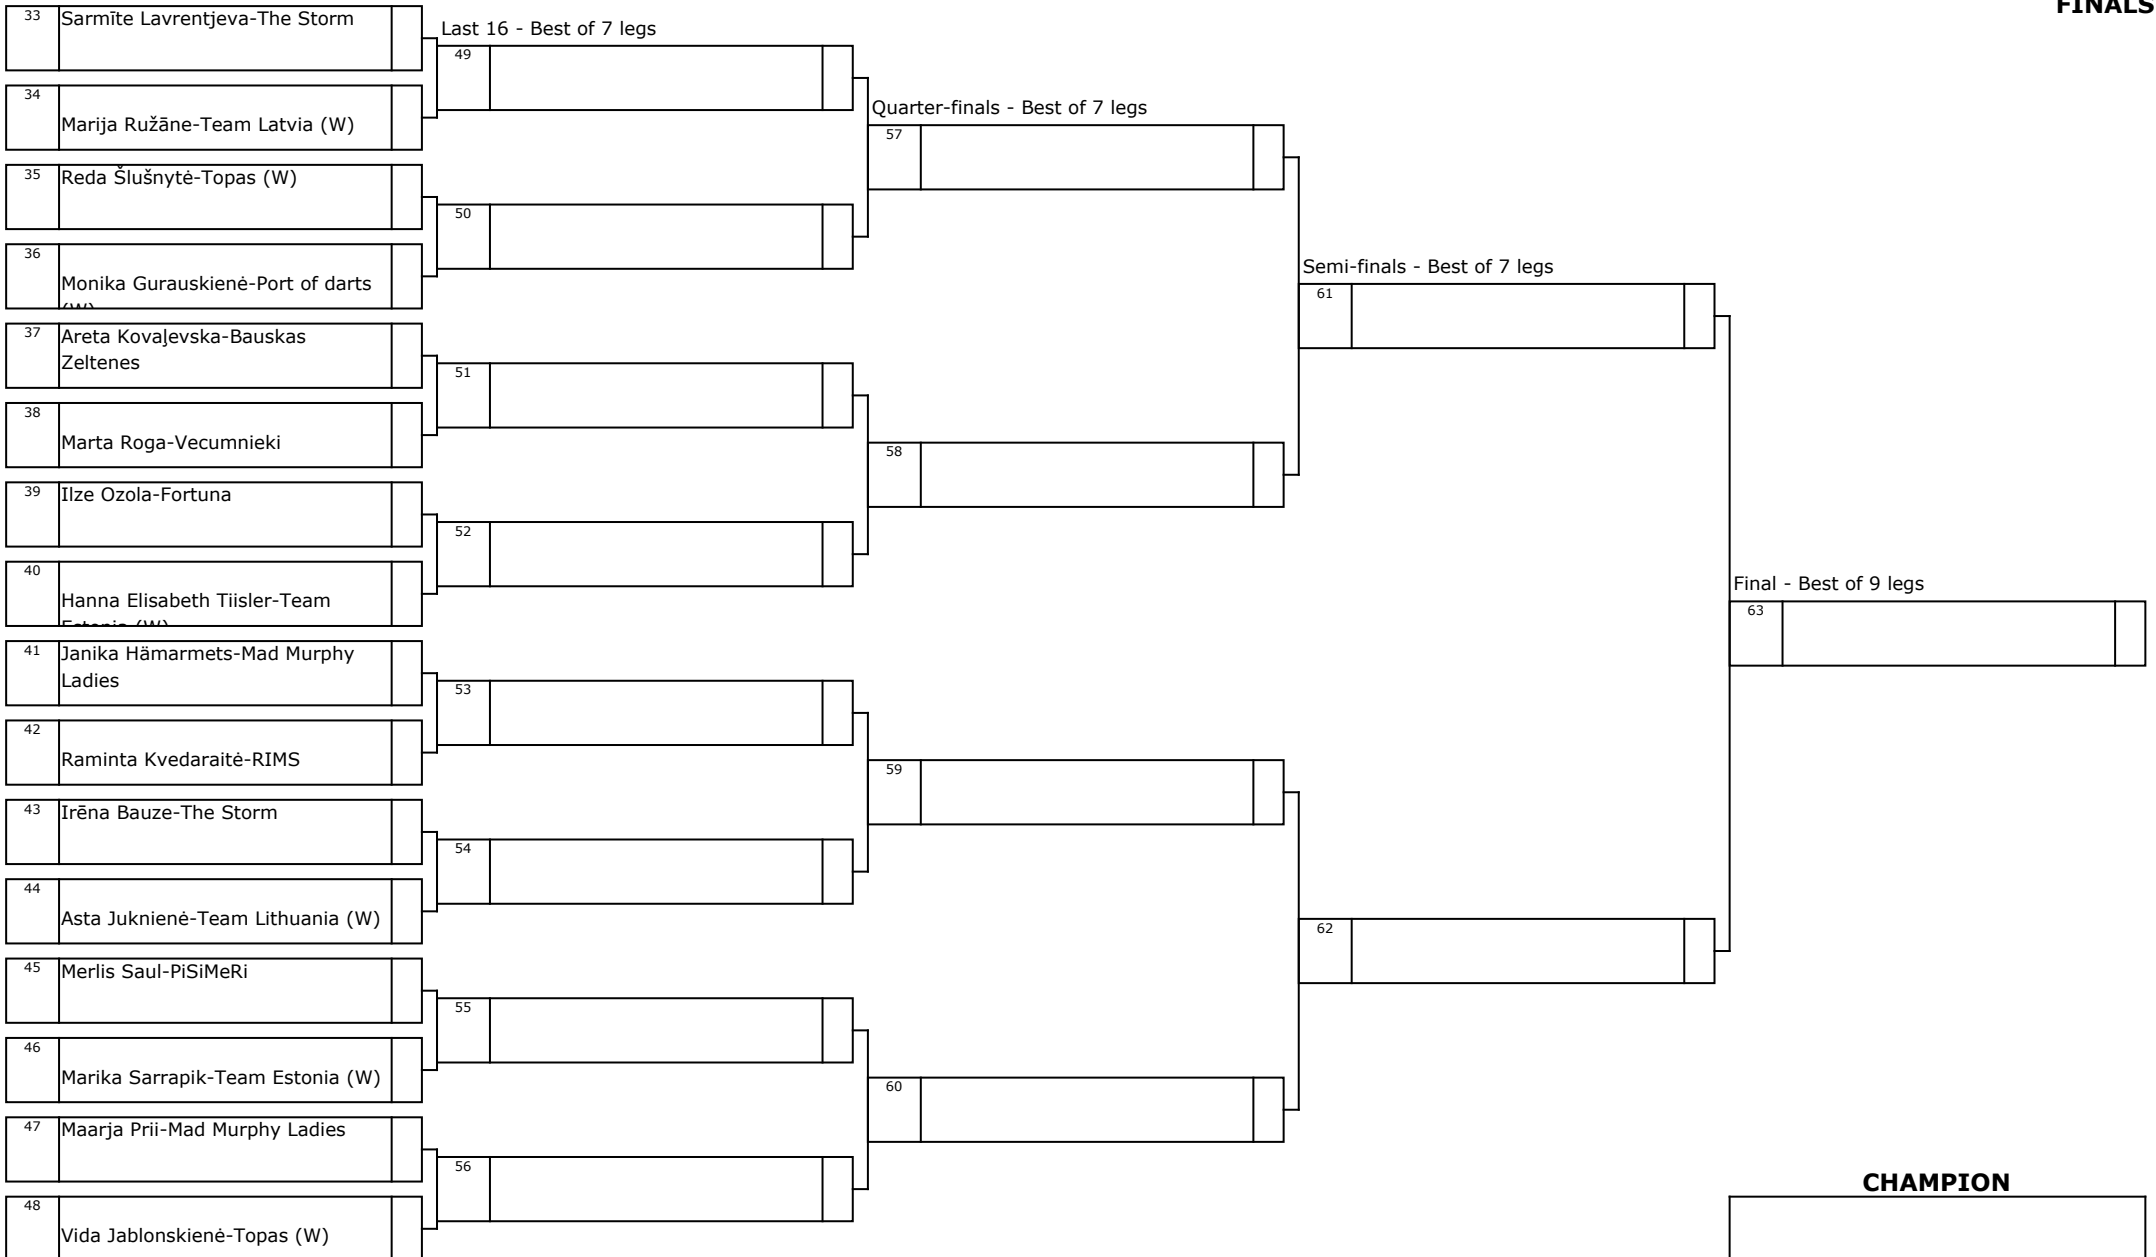 FINALS
33
Sarmīte Lavrentjeva-The Storm
Last 16 - Best of 7 legs
49
34
Marija Ružāne-Team Latvia (W)
Quarter-finals - Best of 7 legs
57
35
Reda Šlušnytė-Topas (W)
50
36
Monika Gurauskienė-Port of darts
(W)
Semi-finals - Best of 7 legs
61
37
Areta Kovaļevska-Bauskas
Zeltenes
51
38
Marta Roga-Vecumnieki
58
39
Ilze Ozola-Fortuna
52
40
Hanna Elisabeth Tiisler-Team
Estonia (W)
Final - Best of 9 legs
63
41
Janika Hämarmets-Mad Murphy
Ladies
53
42
Raminta Kvedaraitė-RIMS
59
43
Irēna Bauze-The Storm
54
44
Asta Juknienė-Team Lithuania (W)
62
45
Merlis Saul-PiSiMeRi
55
46
Marika Sarrapik-Team Estonia (W)
60
47
Maarja Prii-Mad Murphy Ladies
56
48
Vida Jablonskienė-Topas (W)
CHAMPION